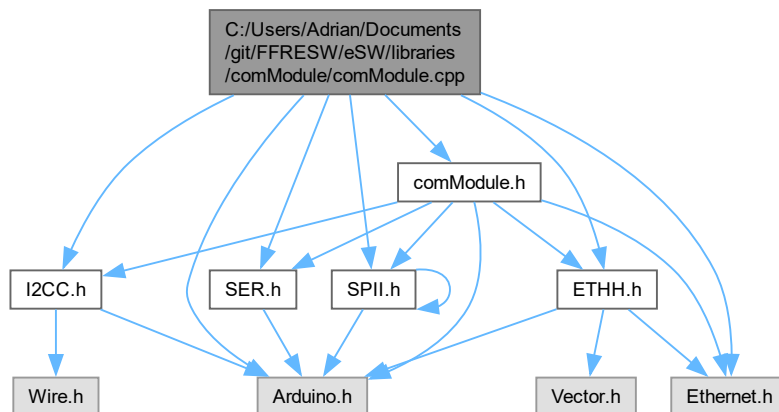 C:/Users/Adrian/Documents
/git/FFRESW/eSW/libraries
/comModule/comModule.cpp
comModule.h
I2CC.h
SER.h
SPII.h
ETHH.h
Wire.h
Arduino.h
Vector.h
Ethernet.h